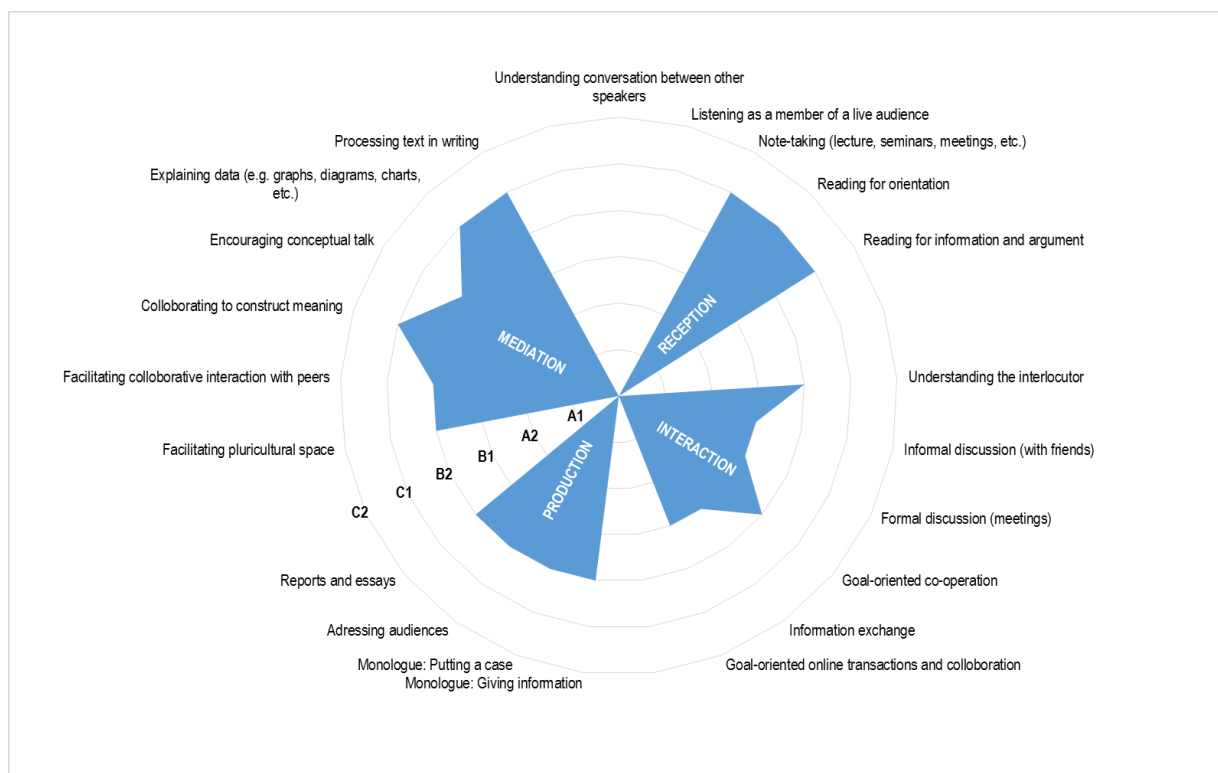 Understanding conversation between other
speakers
Listening as a member of a live audience
Note-taking (lecture, seminars, meetings, etc.)
Reading for orientation
Reading for information and argument
Understanding the interlocutor
Informal discussion (with friends)
Formal discussion (meetings)
Goal-oriented co-operation
Information exchange
Goal-oriented online transactions and colloboration
Monologue: Giving information
Monologue: Putting a case
Adressing audiences
Reports and essays
Facilitating pluricultural space
Facilitating colloborative interaction with peers
Colloborating to construct meaning
Encouraging conceptual talk
Explaining data (e.g. graphs, diagrams, charts,
etc.)
Processing text in writing
RECEPTION
INTERACTION
PRODUCTION
MEDIATION
A1
A2
B1
B2
C1
C2